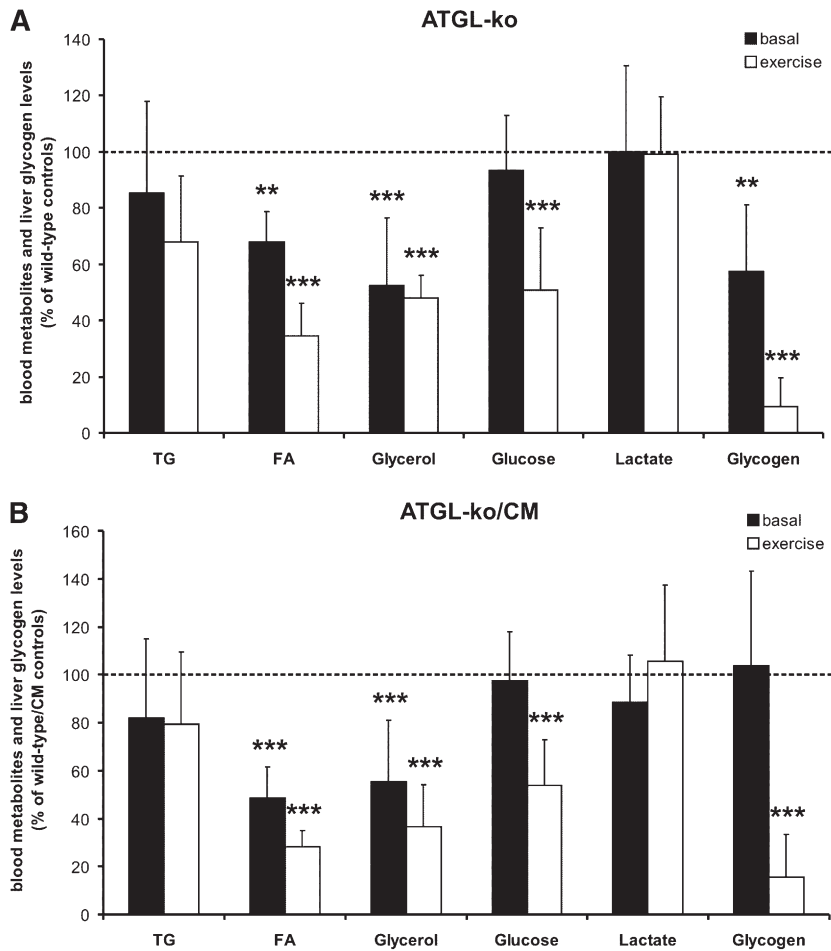 A
ATGL-ko
basal
exercise
blood metabolites and liver glycogen levels
(% of wild-type controls)
140
120
100
80
60
40
20
0
**
***
***
***
***
**
***
TG FA Glycerol Glucose Lactate Glycogen
B
ATGL-ko/CM
basal
exercise
blood metabolites and liver glycogen levels
(% of wild-type/CM controls)
160
140
120
100
80
60
40
20
0
***
***
***
***
***
***
TG FA Glycerol Glucose Lactate Glycogen